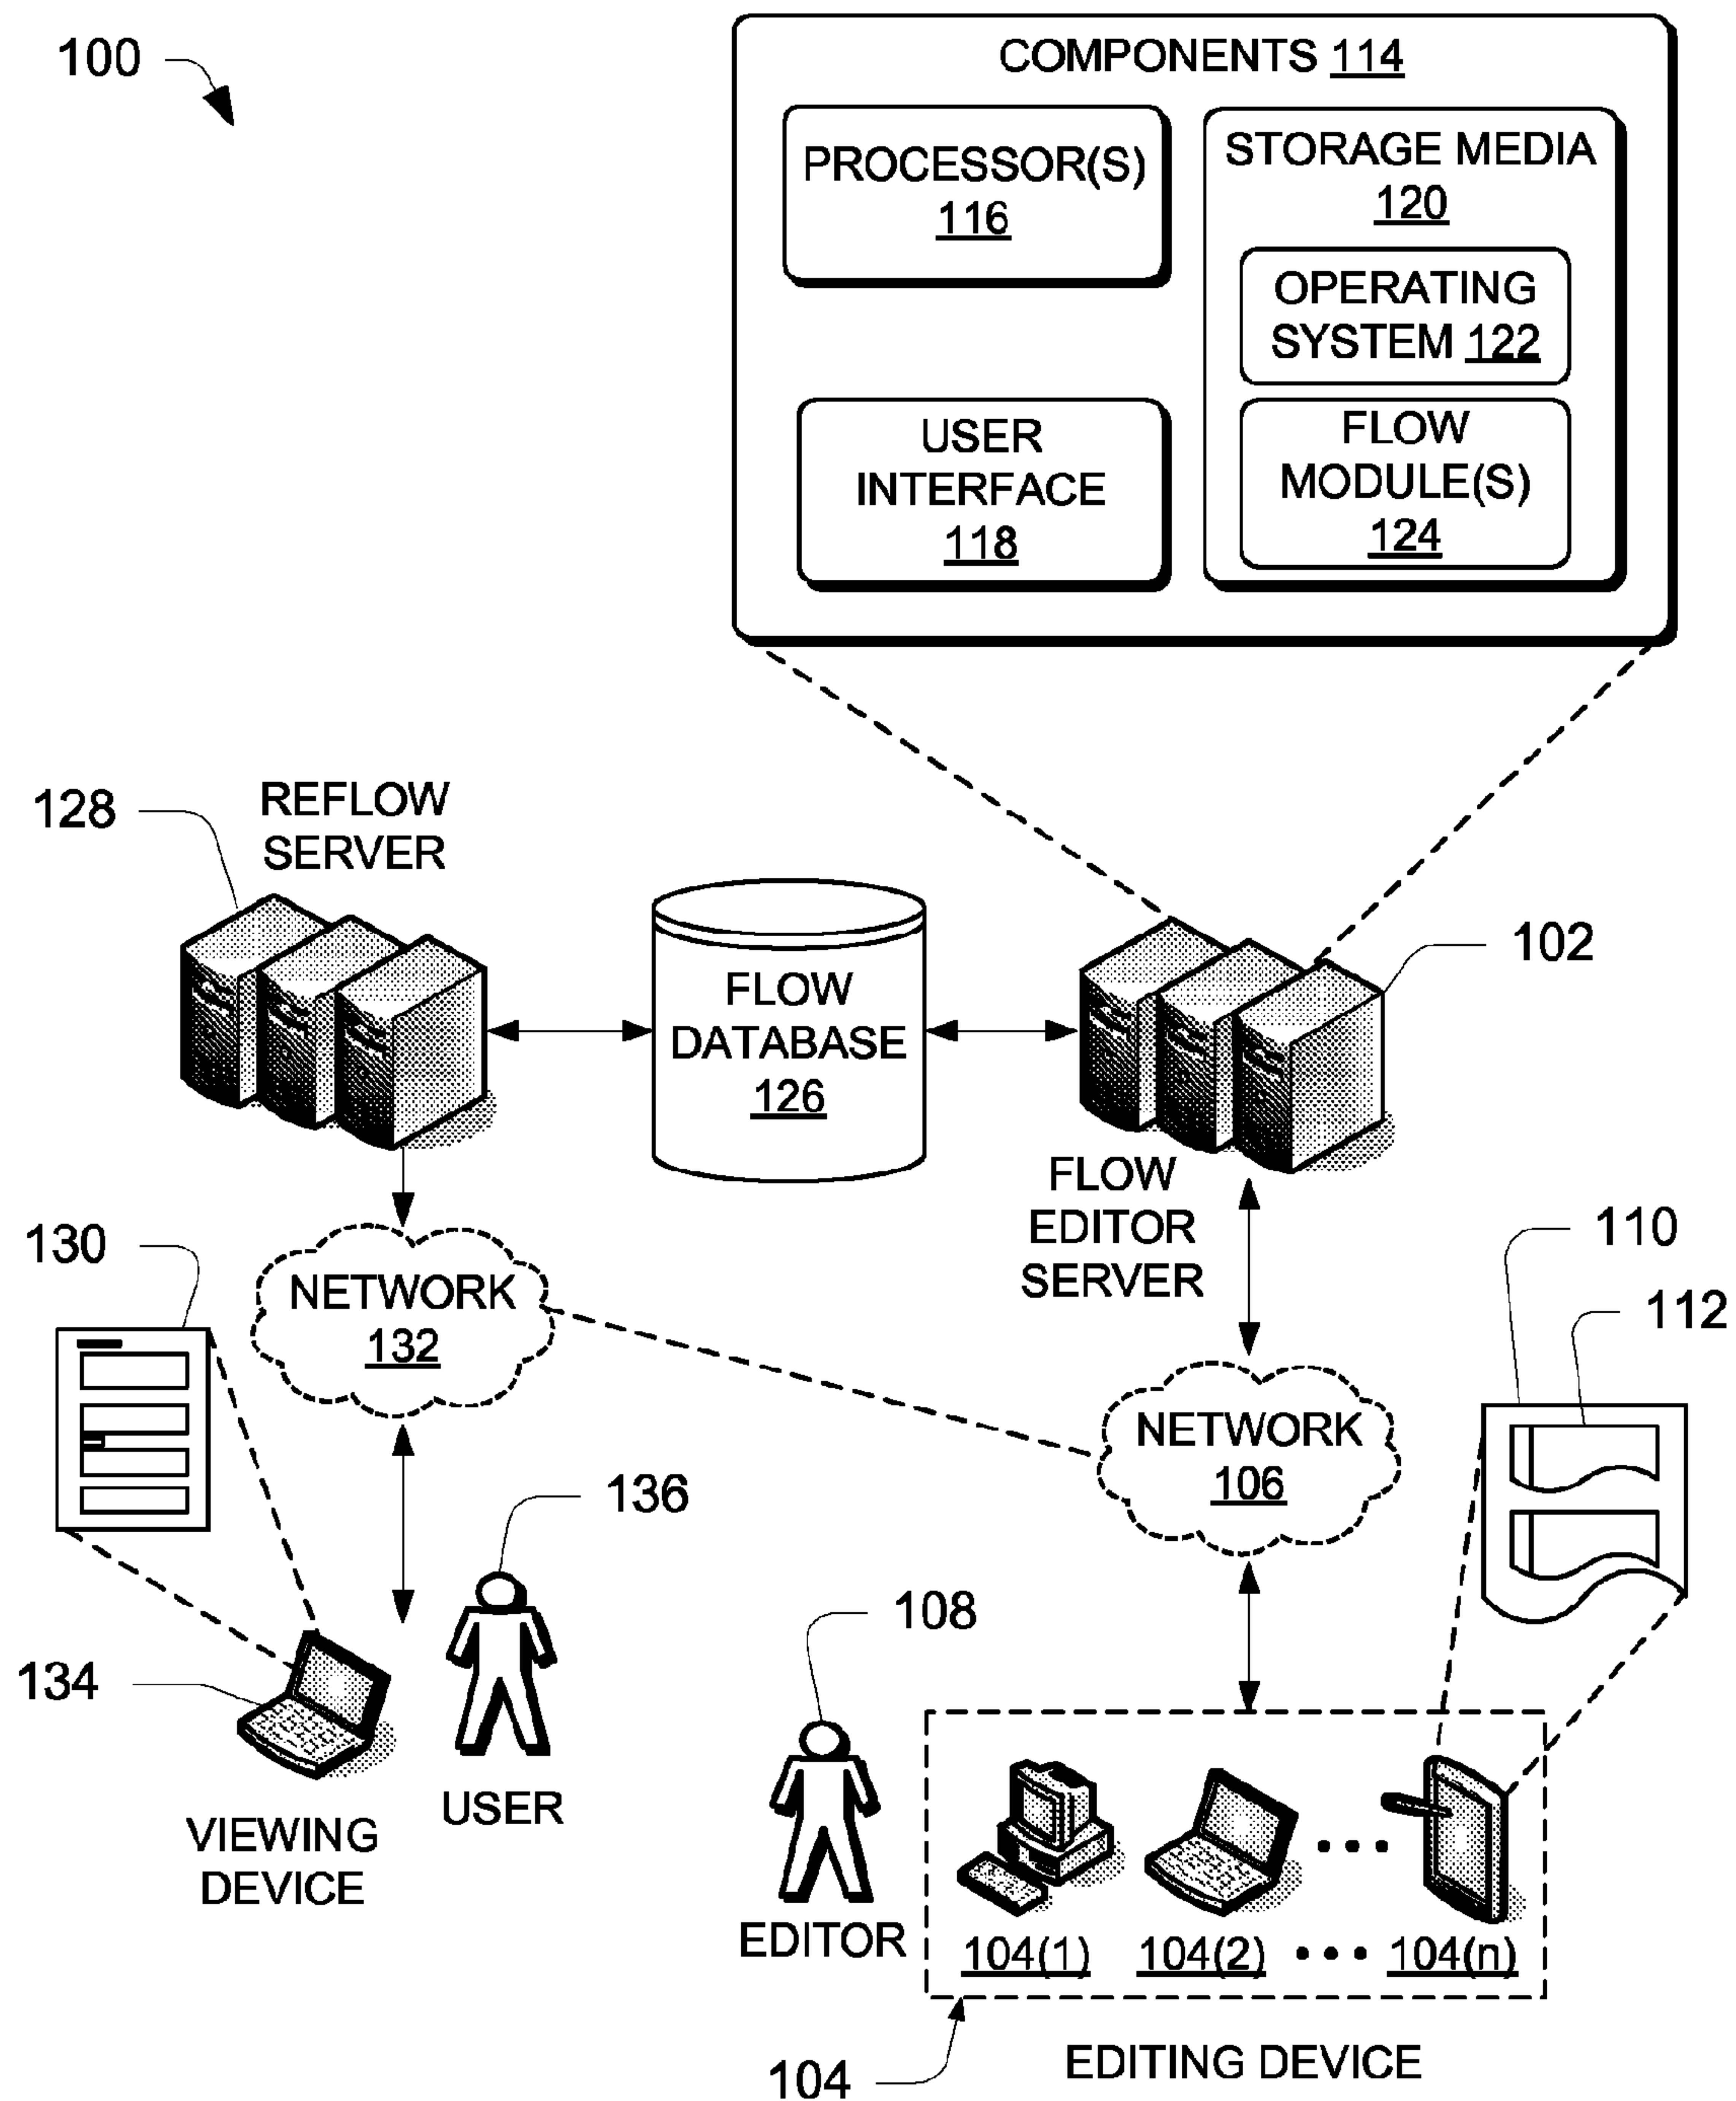 100
COMPONENTS 114
PROCESSOR(S)
116
STORAGE MEDIA
120
OPERATING
SYSTEM 122
USER
INTERFACE
118
FLOW
MODULE(S)
124
128
REFLOW
SERVER
FLOW
DATABASE
126
102
FLOW
EDITOR
SERVER
130
NETWORK
132
110
112
NETWORK
106
136
134
VIEWING
DEVICE
USER
108
EDITOR
104(1)
104(2)
• • •
104(n)
104
EDITING DEVICE